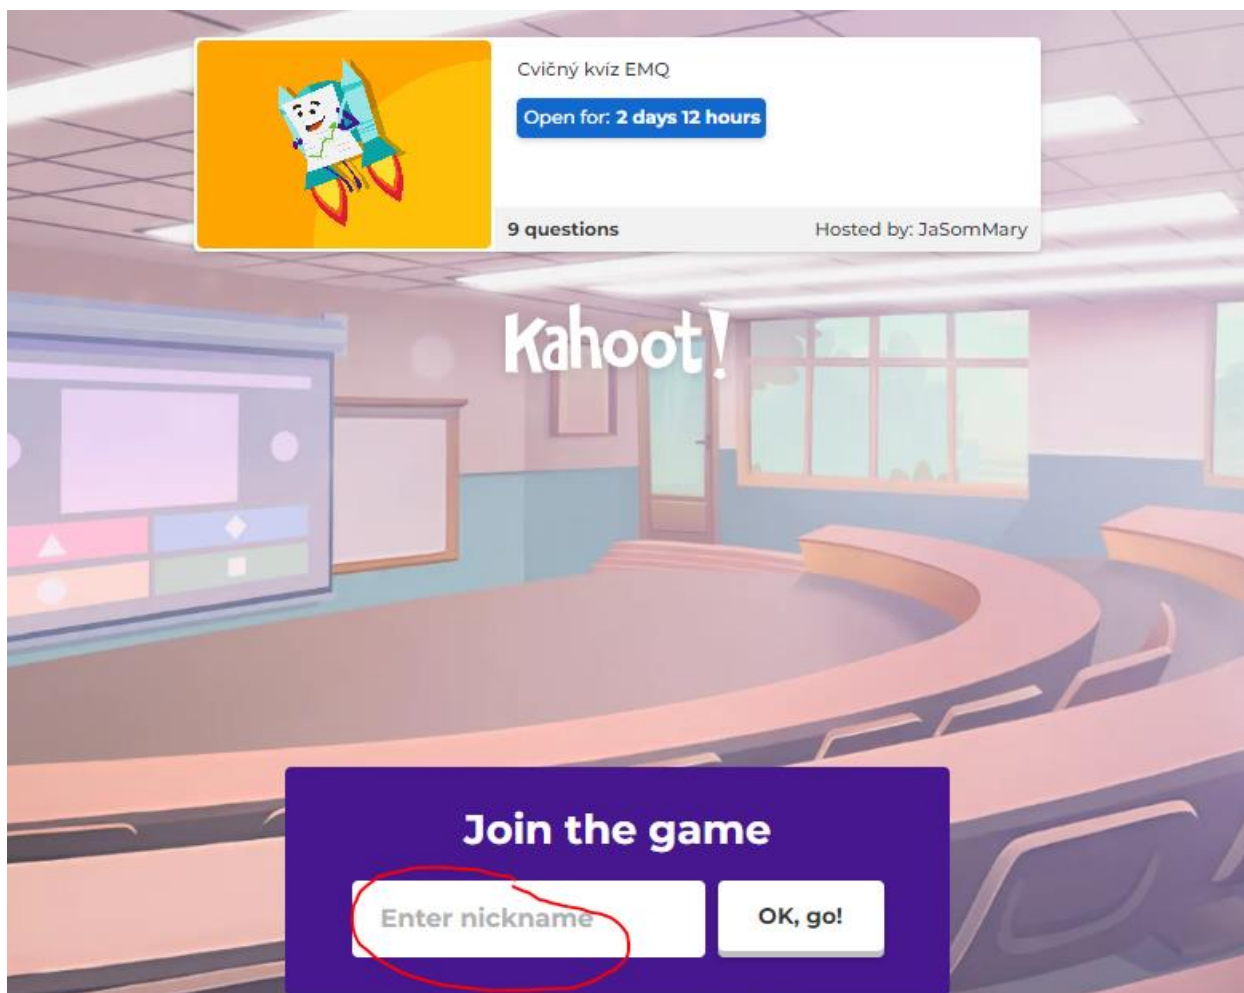 Cvičný kvíz EMQ
Open for: 2 days 12 hours
9 questions
Hosted by: JaSomMary
Kahoot!
Join the game
Enter nickname
OK, go!